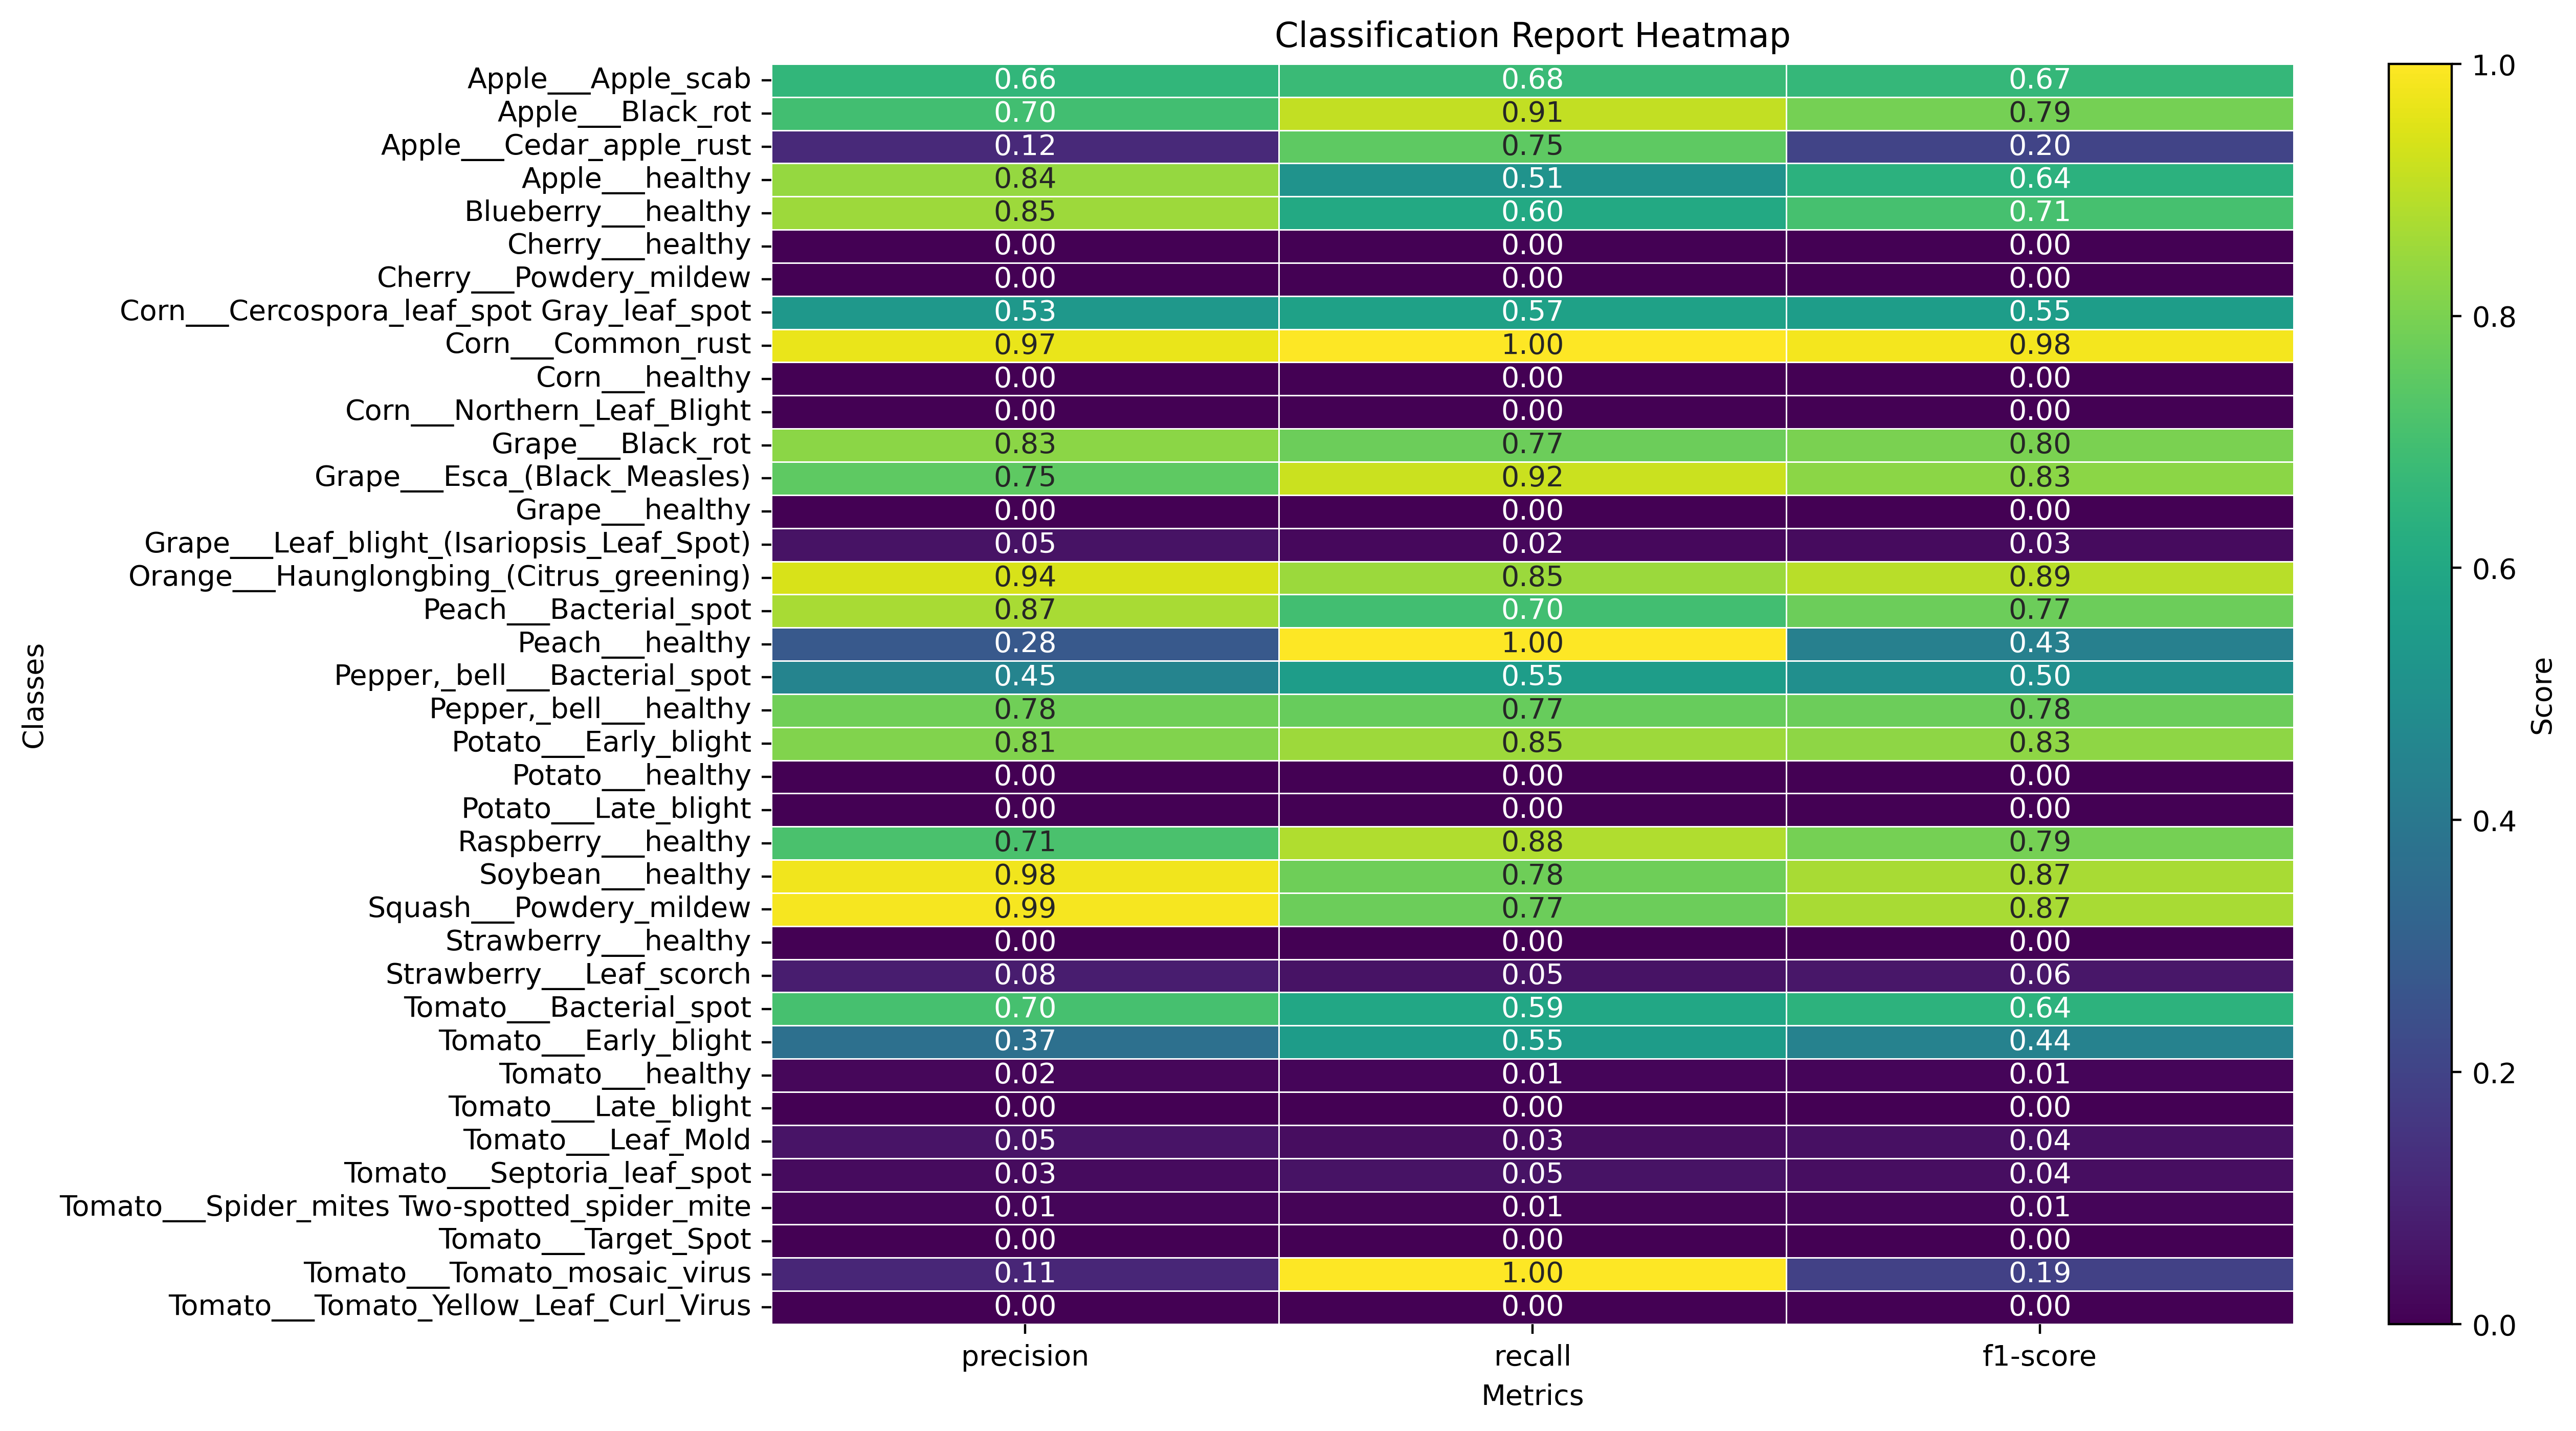 Classification Report Heatmap
Apple___Apple_scab 0.66 0.68 0.67
Apple___Black_rot 0.70 0.91 0.79
Apple___Cedar_apple_rust 0.12 0.75 0.20
Apple___healthy 0.84 0.51 0.64
Blueberry___healthy 0.85 0.60 0.71
Cherry___healthy 0.00 0.00 0.00
Cherry___Powdery_mildew 0.00 0.00 0.00
Corn___Cercospora_leaf_spot Gray_leaf_spot 0.53 0.57 0.55
Corn___Common_rust 0.97 1.00 0.98
Corn___healthy 0.00 0.00 0.00
Corn___Northern_Leaf_Blight 0.00 0.00 0.00
Grape___Black_rot 0.83 0.77 0.80
Grape___Esca_(Black_Measles) 0.75 0.92 0.83
Grape___healthy 0.00 0.00 0.00
Grape___Leaf_blight_(Isariopsis_Leaf_Spot) 0.05 0.02 0.03
Orange___Haunglongbing_(Citrus_greening) 0.94 0.85 0.89
Peach___Bacterial_spot 0.87 0.70 0.77
Peach___healthy 0.28 1.00 0.43
Pepper,_bell___Bacterial_spot 0.45 0.55 0.50
Pepper,_bell___healthy 0.78 0.77 0.78
Potato___Early_blight 0.81 0.85 0.83
Potato___healthy 0.00 0.00 0.00
Potato___Late_blight 0.00 0.00 0.00
Raspberry___healthy 0.71 0.88 0.79
Soybean___healthy 0.98 0.78 0.87
Squash___Powdery_mildew 0.99 0.77 0.87
Strawberry___healthy 0.00 0.00 0.00
Strawberry___Leaf_scorch 0.08 0.05 0.06
Tomato___Bacterial_spot 0.70 0.59 0.64
Tomato___Early_blight 0.37 0.55 0.44
Tomato___healthy 0.02 0.01 0.01
Tomato___Late_blight 0.00 0.00 0.00
Tomato___Leaf_Mold 0.05 0.03 0.04
Tomato___Septoria_leaf_spot 0.03 0.05 0.04
Tomato___Spider_mites Two-spotted_spider_mite 0.01 0.01 0.01
Tomato___Target_Spot 0.00 0.00 0.00
Tomato___Tomato_mosaic_virus 0.11 1.00 0.19
Tomato___Tomato_Yellow_Leaf_Curl_Virus 0.00 0.00 0.00
precision recall f1-score
Metrics
Classes
1.0
0.8
0.6
0.4
0.2
0.0
Score